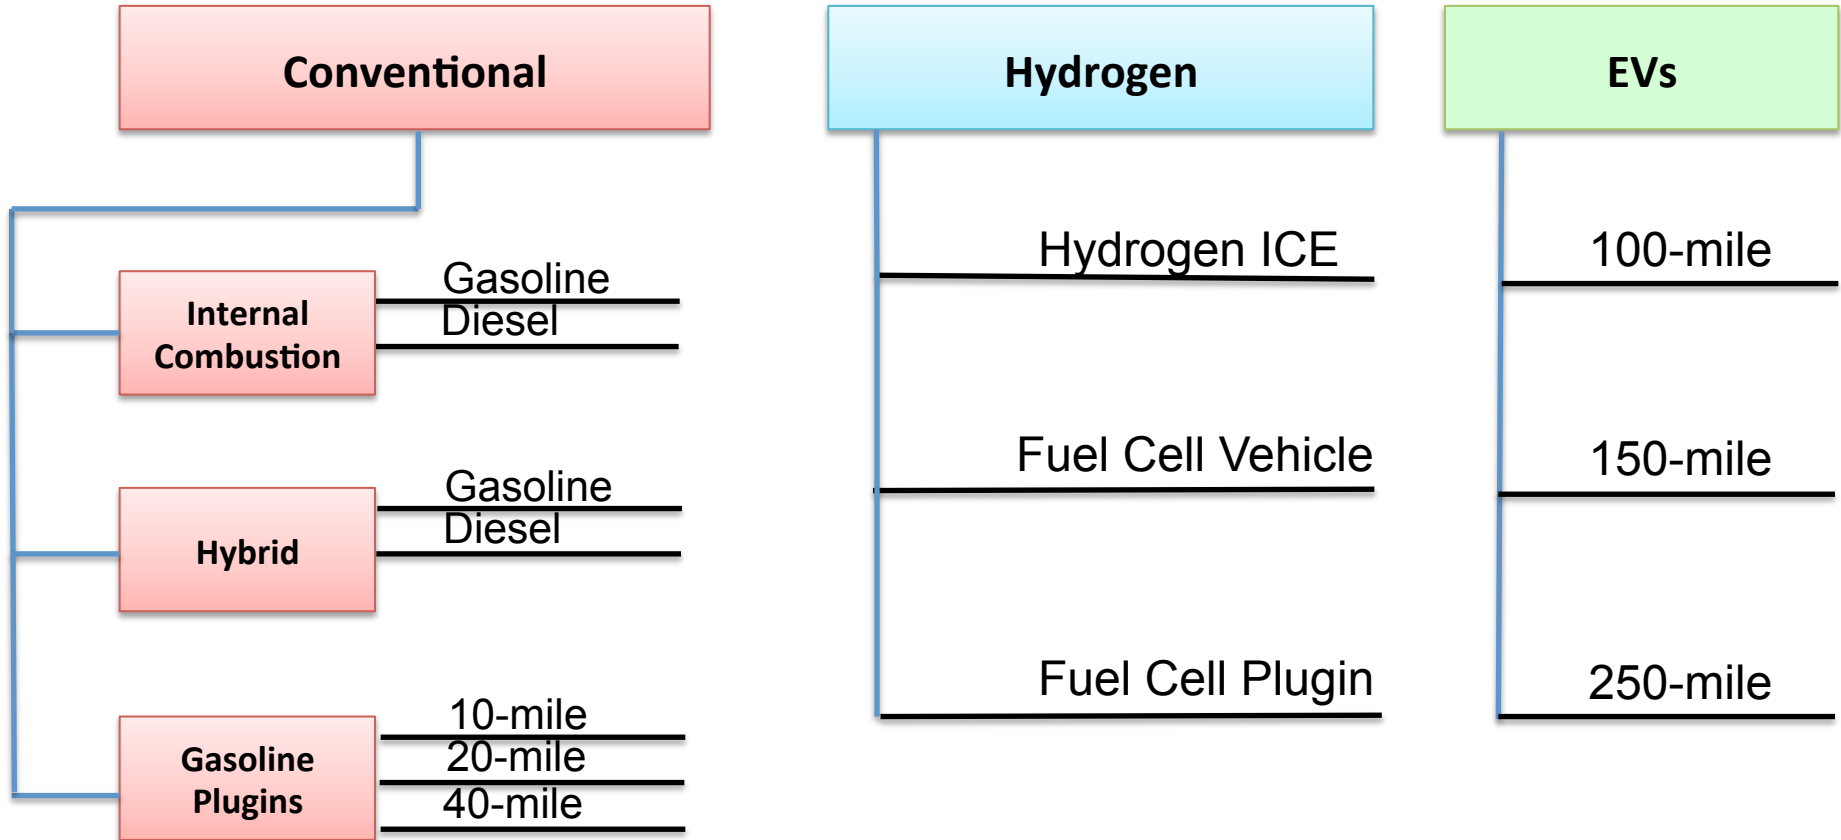 Conventional
Internal
Combustion
Gasoline
Diesel
Hybrid
Gasoline
Diesel
Gasoline
Plugins
10-mile
20-mile
40-mile
Hydrogen
Hydrogen ICE
Fuel Cell Vehicle
Fuel Cell Plugin
EVs
100-mile
150-mile
250-mile